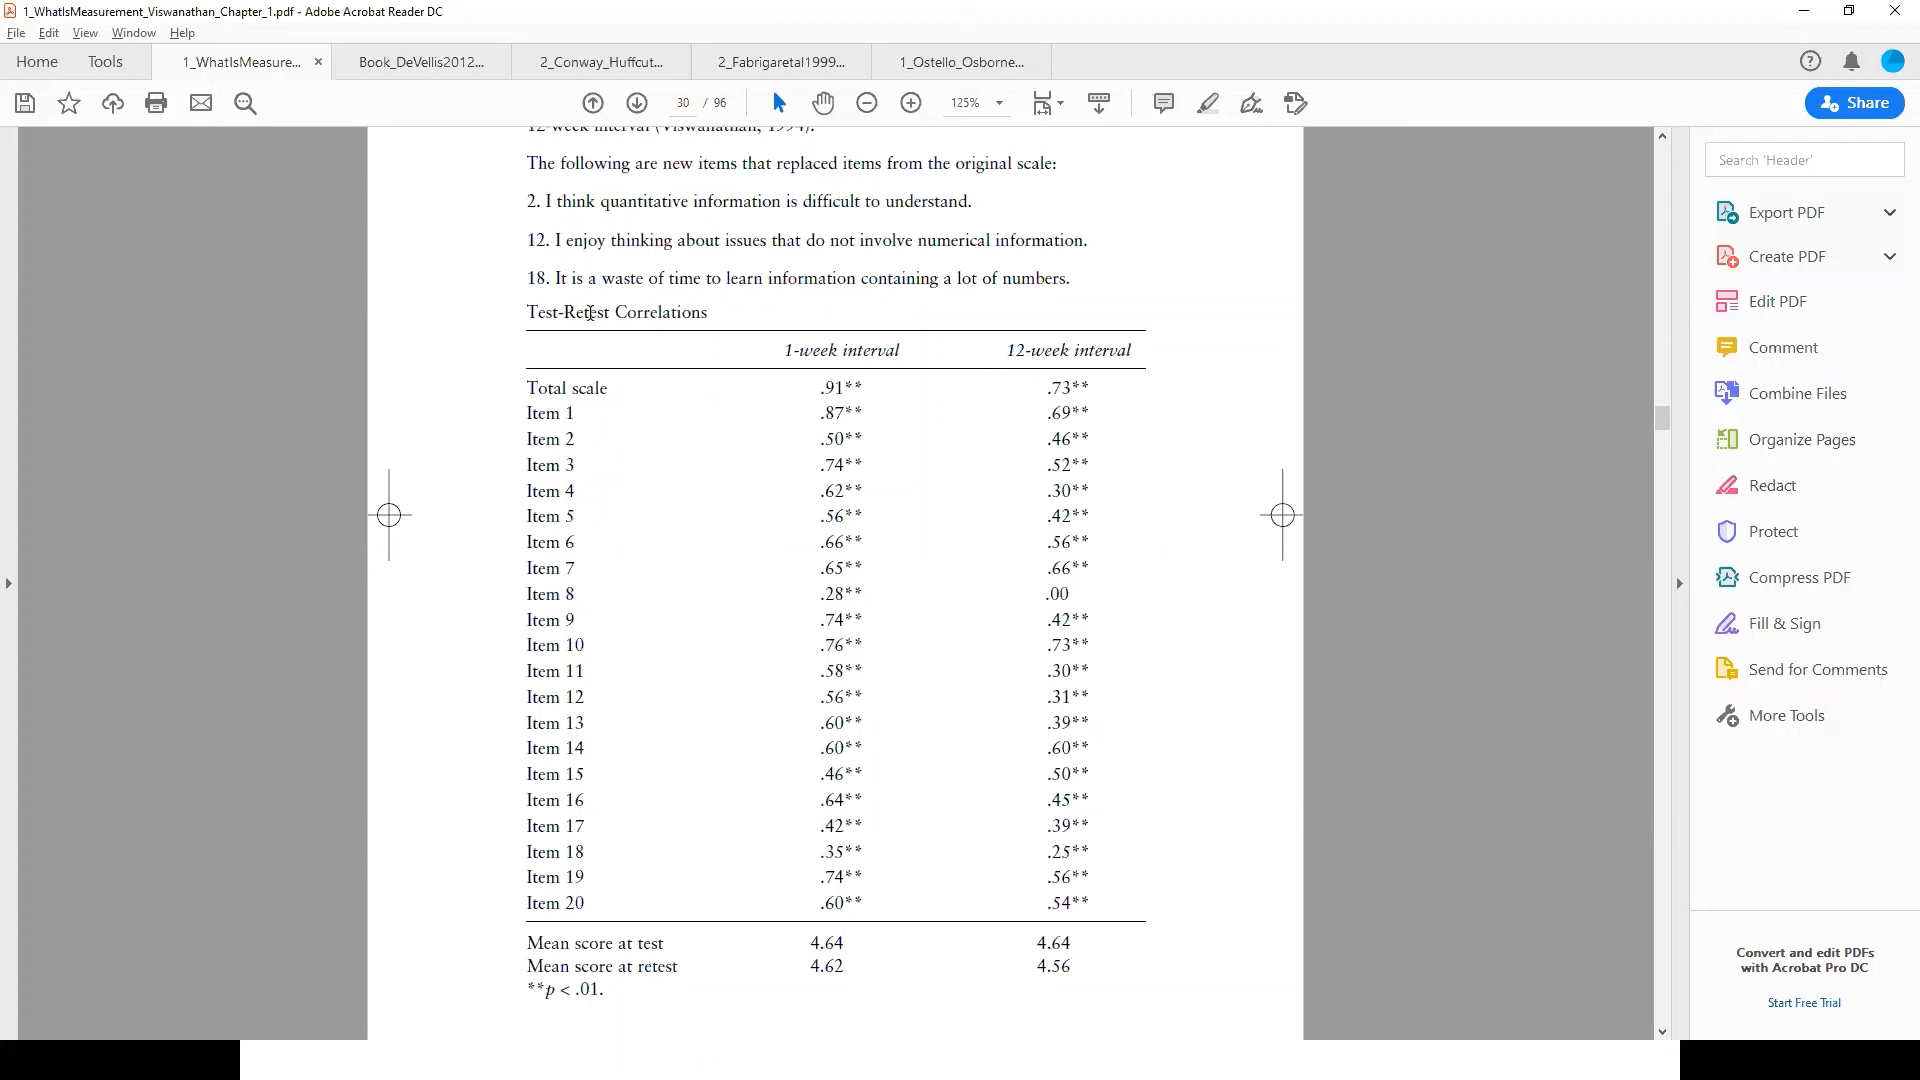 1_WhatIsMeasurement_Viswanathan_Chapter_1.pdf - Adobe Acrobat Reader DC
File Edit View Window Help
Home Tools 1_WhatIsMeasure... × Book_DeVellis2012... 2_Conway_Huffcut... 2_Fabrigaretal1999... 1_Ostello_Osborne...
30 / 96 125% Share
12-week interval (Viswanathan, 1994).
The following are new items that replaced items from the original scale:
2. I think quantitative information is difficult to understand.
12. I enjoy thinking about issues that do not involve numerical information.
18. It is a waste of time to learn information containing a lot of numbers.
Test-Retest Correlations
1-week interval 12-week interval
Total scale .91** .73**
Item 1 .87** .69**
Item 2 .50** .46**
Item 3 .74** .52**
Item 4 .62** .30**
Item 5 .56** .42**
Item 6 .66** .56**
Item 7 .65** .66**
Item 8 .28** .00
Item 9 .74** .42**
Item 10 .76** .73**
Item 11 .58** .30**
Item 12 .56** .31**
Item 13 .60** .39**
Item 14 .60** .60**
Item 15 .46** .50**
Item 16 .64** .45**
Item 17 .42** .39**
Item 18 .35** .25**
Item 19 .74** .56**
Item 20 .60** .54**
Mean score at test 4.64 4.64
Mean score at retest 4.62 4.56
**p < .01.
Search 'Header'
Export PDF
Create PDF
Edit PDF
Comment
Combine Files
Organize Pages
Redact
Protect
Compress PDF
Fill & Sign
Send for Comments
More Tools
Convert and edit PDFs
with Acrobat Pro DC
Start Free Trial